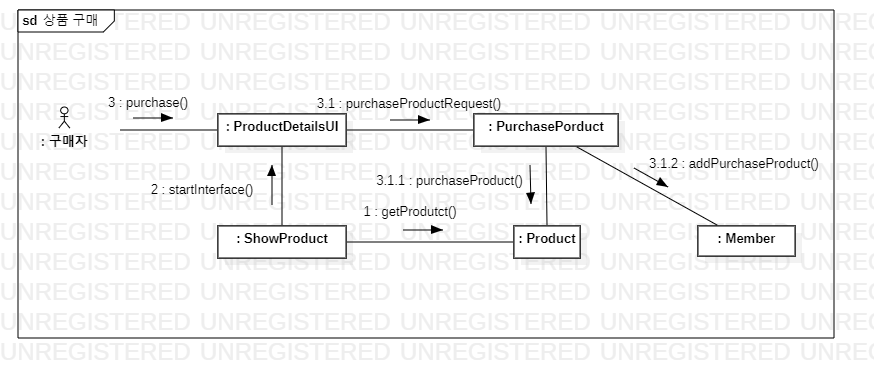 sd 상품 구매
3 : purchase()
3.1 : purchaseProductRequest()
: ProductDetailsUI
: PurchasePorduct
: 구매자
3.1.2 : addPurchaseProduct()
2 : startInterface()
3.1.1 : purchaseProduct()
1 : getProdutct()
: ShowProduct
: Product
: Member
UNREGISTERED UNREGISTERED UNREGISTERED UNREGISTERED UNREGISTERED